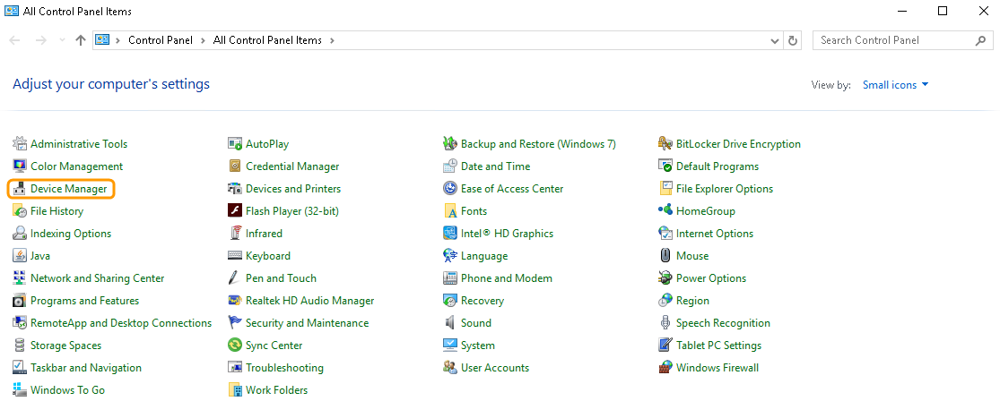 All Control Panel Items
Control Panel All Control Panel Items Search Control Panel
Adjust your computer's settings View by: Small icons
Administrative Tools AutoPlay Backup and Restore (Windows 7) BitLocker Drive Encryption
Color Management Credential Manager Date and Time Default Programs
Device Manager Devices and Printers Ease of Access Center File Explorer Options
File History Flash Player (32-bit) Fonts HomeGroup
Indexing Options Infrared Intel® HD Graphics Internet Options
Java Keyboard Language Mouse
Network and Sharing Center Pen and Touch Phone and Modem Power Options
Programs and Features Realtek HD Audio Manager Recovery Region
RemoteApp and Desktop Connections Security and Maintenance Sound Speech Recognition
Storage Spaces Sync Center System Tablet PC Settings
Taskbar and Navigation Troubleshooting User Accounts Windows Firewall
Windows To Go Work Folders